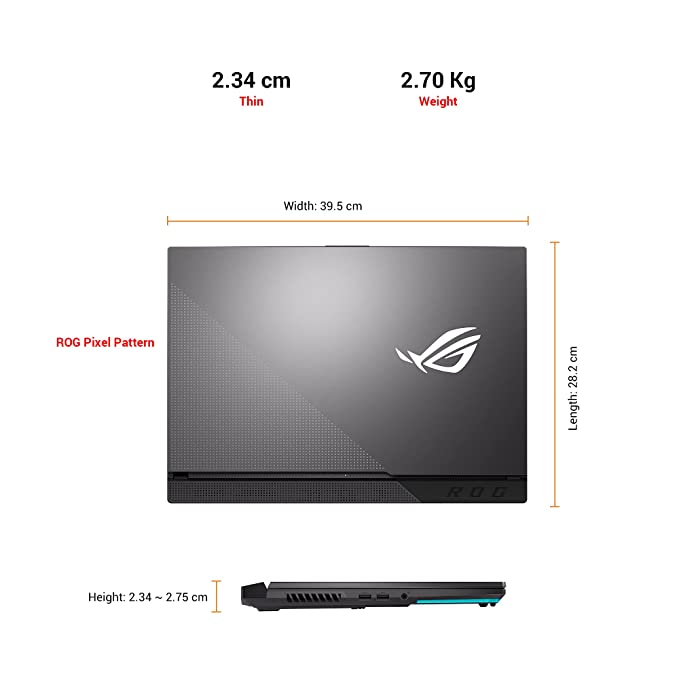 2.34 cm
Thin
2.70 Kg
Weight
Width: 39.5 cm
ROG Pixel Pattern
Length: 28.2 cm
ROG
Height: 2.34 ~ 2.75 cm